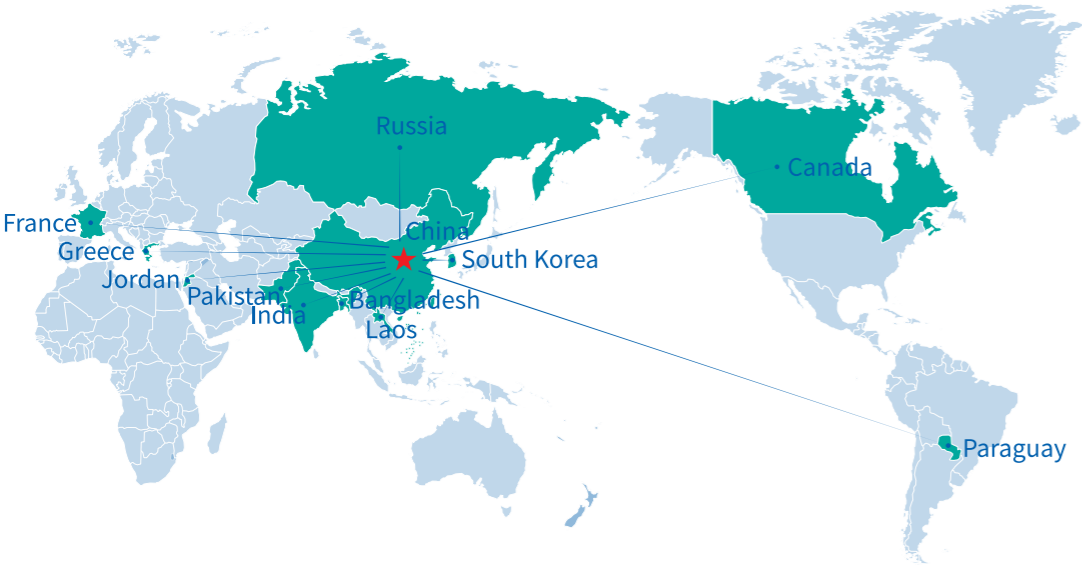 Russia
Canada
France
China
Greece
South Korea
Jordan
Pakistan
Bangladesh
India
Laos
Paraguay